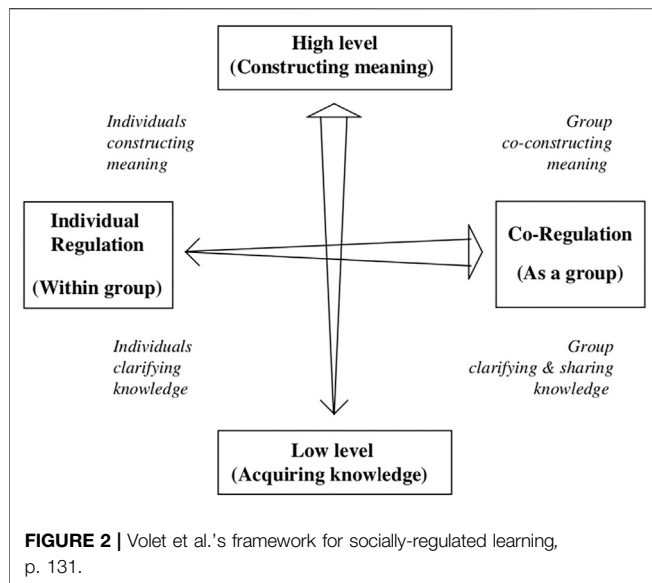 High level
(Constructing meaning)
Individuals
constructing
meaning
Group
co-constructing
meaning
Individual
Regulation
(Within group)
Co-Regulation
(As a group)
Individuals
clarifying
knowledge
Group
clarifying & sharing
knowledge
Low level
(Acquiring knowledge)
FIGURE 2 | Volet et al.'s framework for socially-regulated learning,
p. 131.